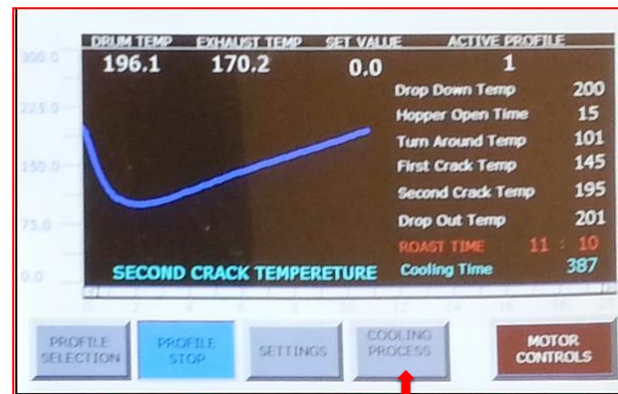 DRUM TEMP EXHAUST TEMP SET VALUE ACTIVE PROFILE
196.1 170.2 0.0 1
300.0
225.0
150.0
75.0
0.0
Drop Down Temp 200
Hopper Open Time 15
Turn Around Temp 101
First Crack Temp 145
Second Crack Temp 195
Drop Out Temp 201
ROAST TIME 11 : 10
SECOND CRACK TEMPERETURE
Cooling Time 387
PROFILE
SELECTION
PROFILE
STOP
SETTINGS
COOLING
PROCESS
MOTOR
CONTROLS